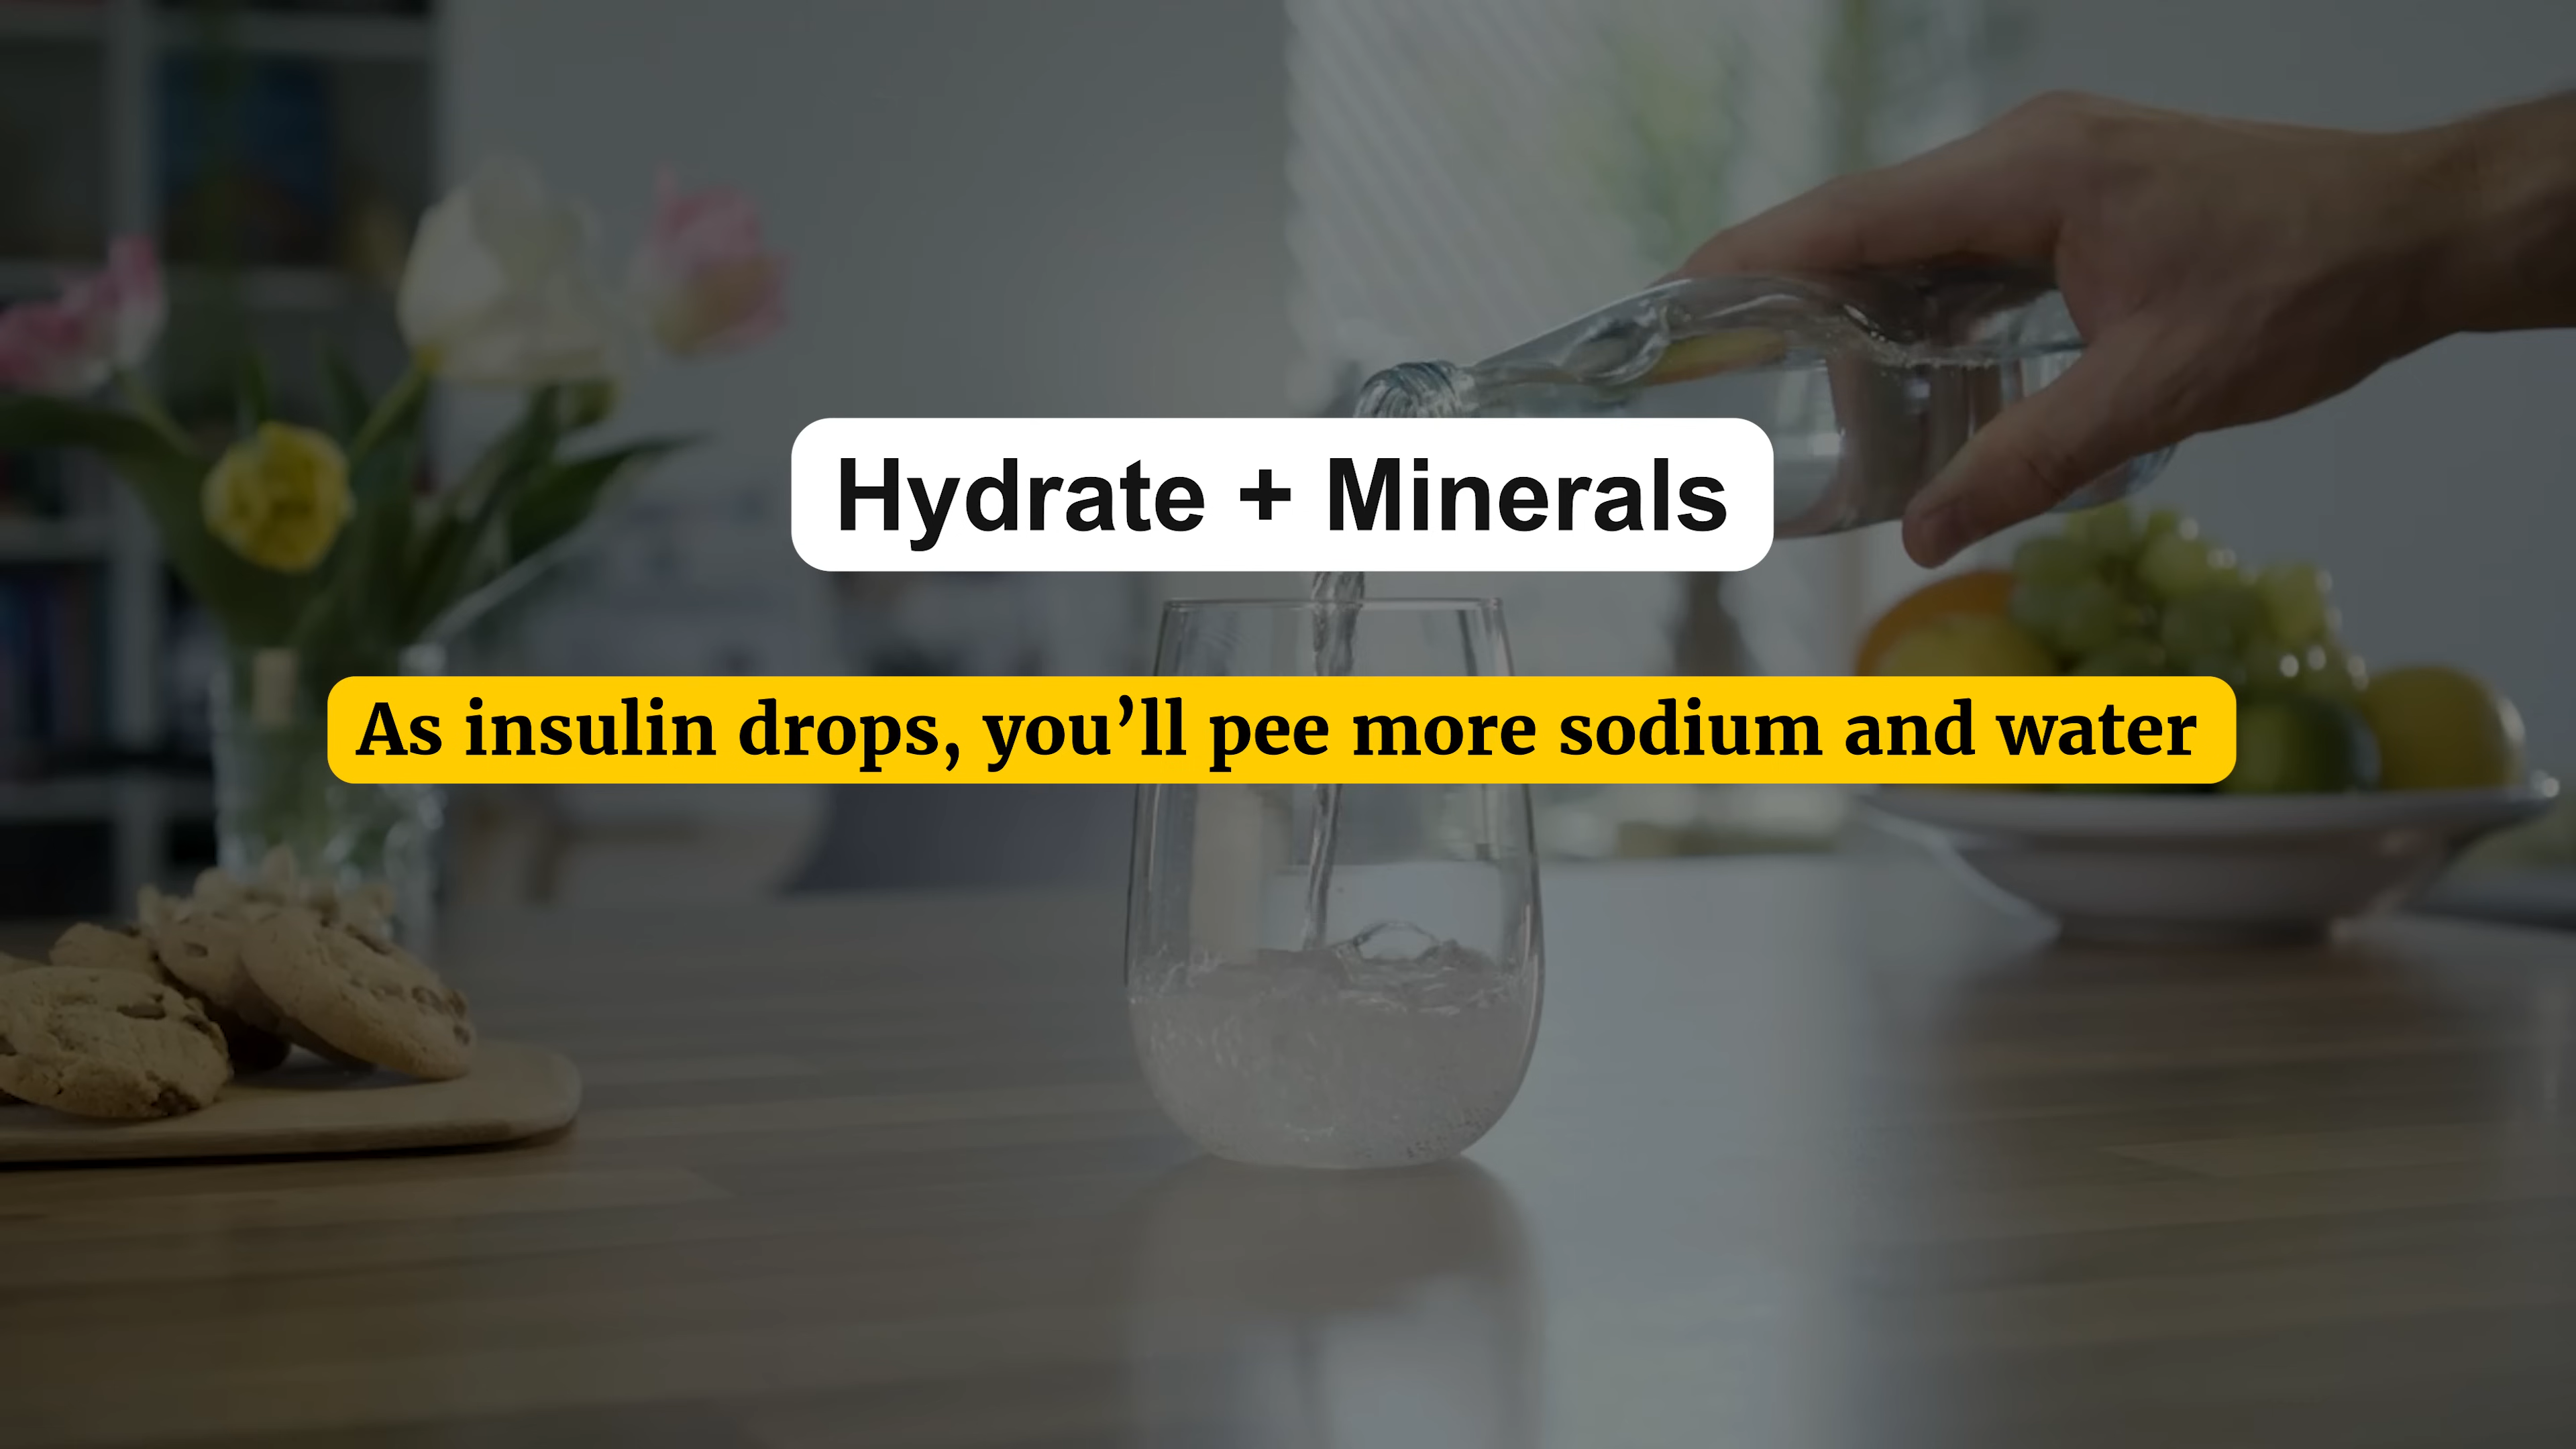 Hydrate + Minerals
As insulin drops, you’ll pee more sodium and water